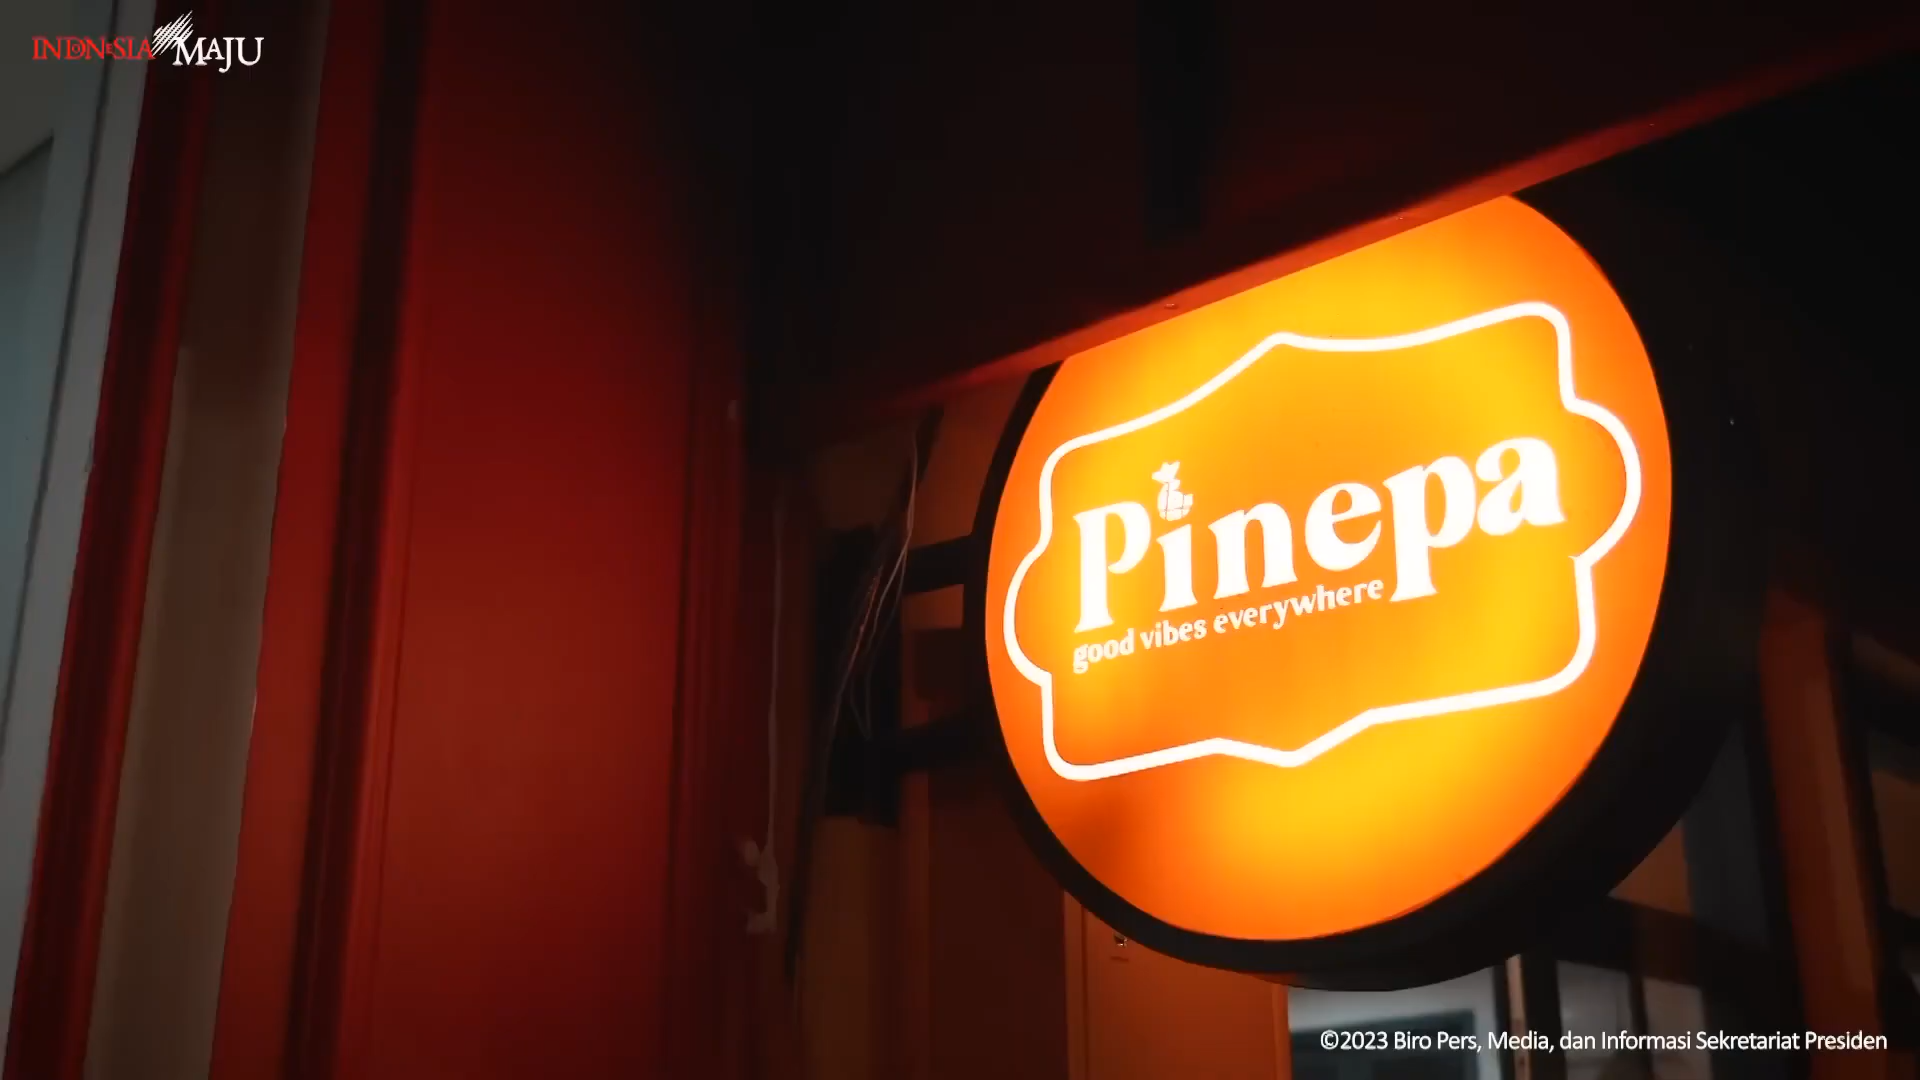 INDONESIA MAJU
Pinepa
good vibes everywhere
©2023 Biro Pers, Media, dan Informasi Sekretariat Presiden